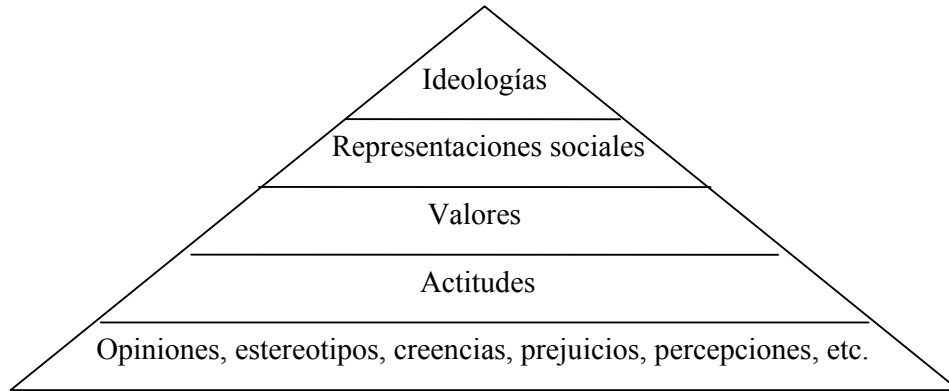 Ideologías
Representaciones sociales
Valores
Actitudes
Opiniones, estereotipos, creencias, prejuicios, percepciones, etc.